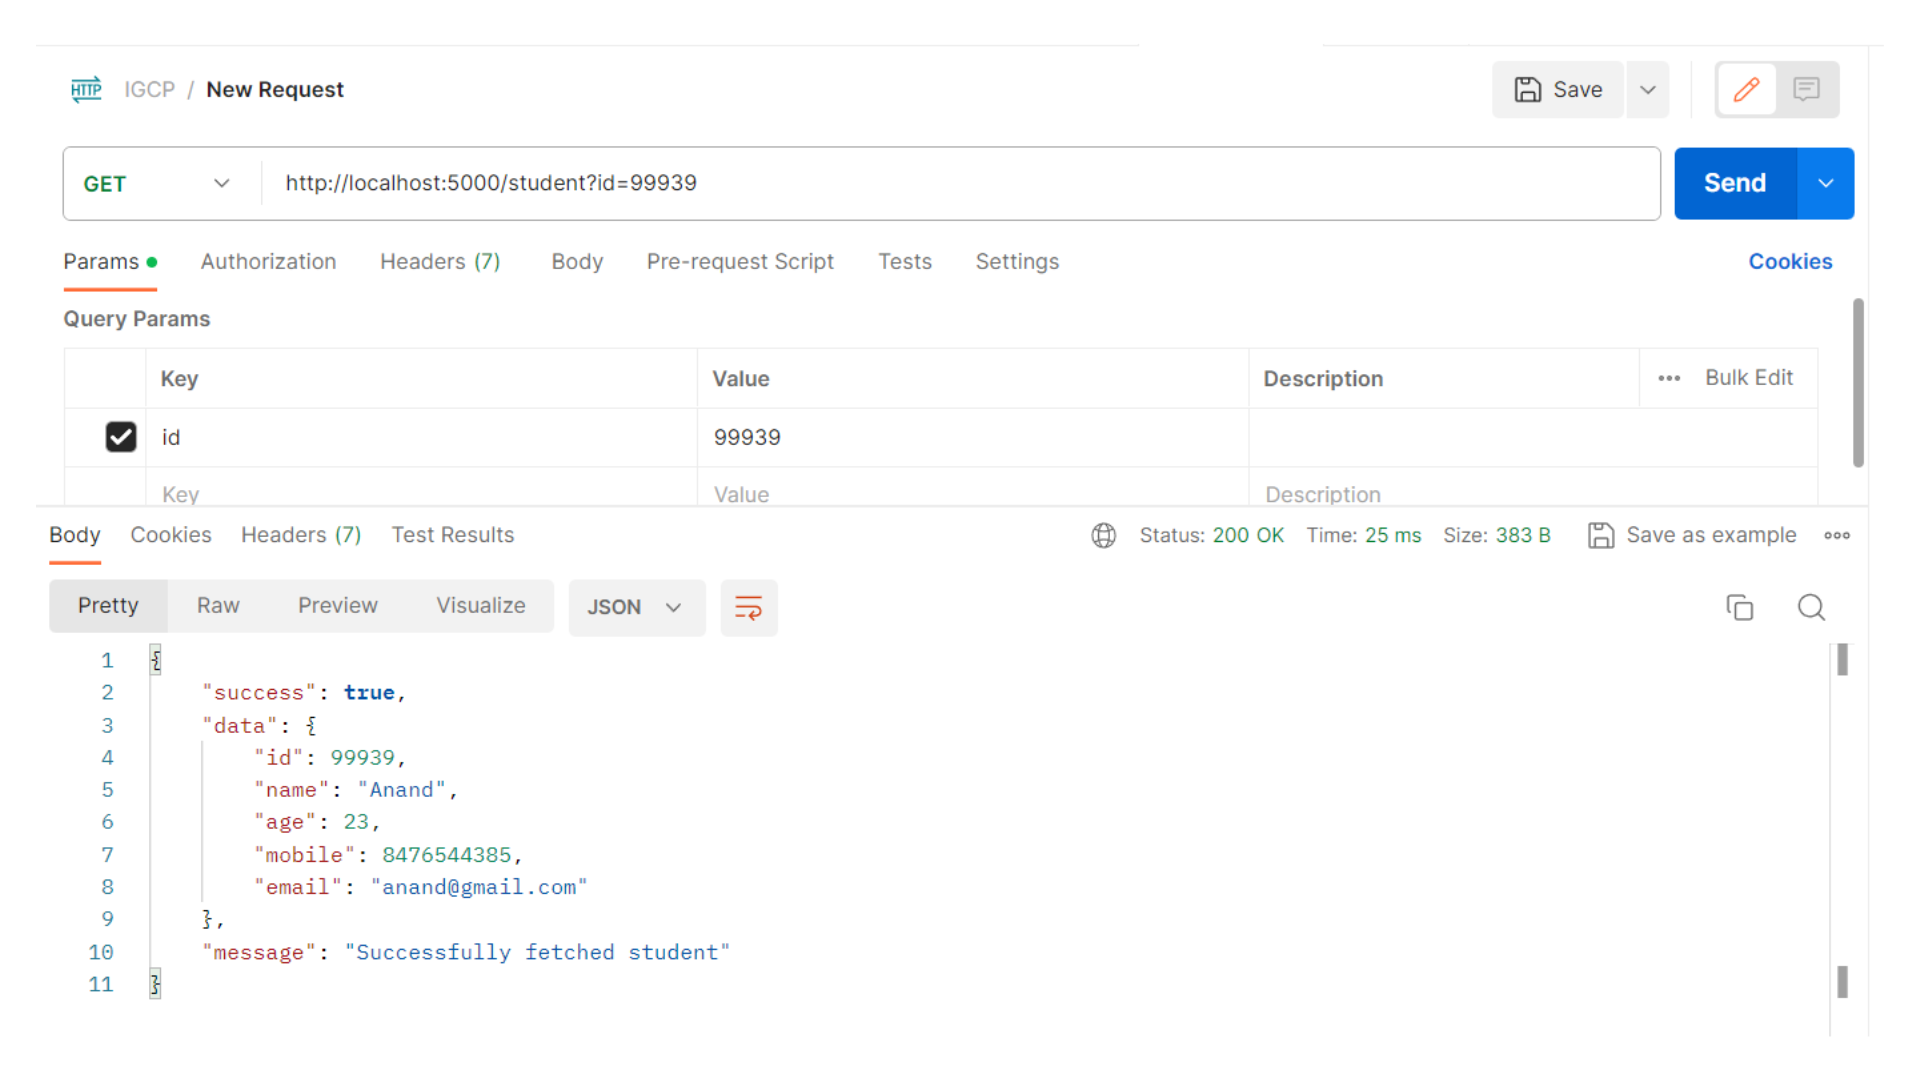 HTTP IGCP / New Request Save
GET http://localhost:5000/student?id=99939 Send
Params Authorization Headers (7) Body Pre-request Script Tests Settings Cookies
Query Params
Key Value Description ••• Bulk Edit
id 99939
Key Value Description
Body Cookies Headers (7) Test Results Status: 200 OK Time: 25 ms Size: 383 B Save as example
Pretty Raw Preview Visualize JSON
1 {
2 "success": true,
3 "data": {
4 "id": 99939,
5 "name": "Anand",
6 "age": 23,
7 "mobile": 8476544385,
8 "email": "anand@gmail.com"
9 },
10 "message": "Successfully fetched student"
11 }